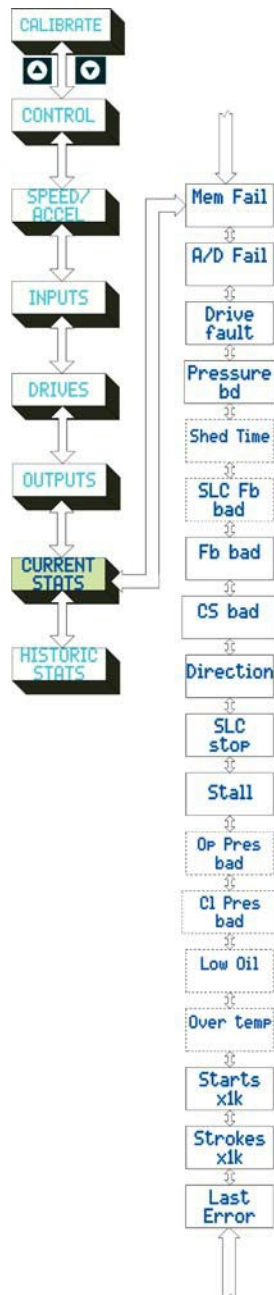 CALIBRATE
CONTROL
SPEED/
ACCEL
INPUTS
DRIVES
OUTPUTS
CURRENT
STATS
HISTORIC
STATS
Mem Fail
A/D Fail
Drive
fault
Pressure
bd
Shed Time
SLC Fb
bad
Fb bad
CS bad
Direction
SLC
stop
Stall
Op Pres
bad
Cl Pres
bad
Low Oil
Over temp
Starts
x1k
Strokes
x1k
Last
Error